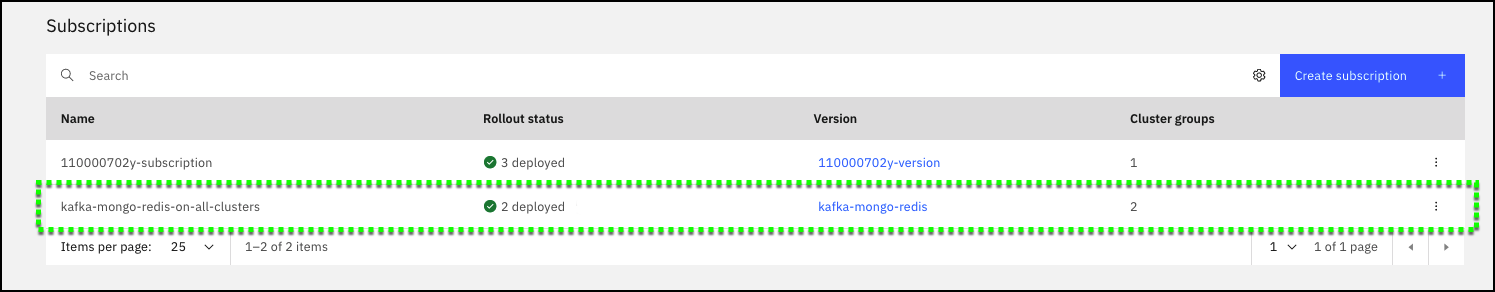 Subscriptions
Search
Create subscription +
Name Rollout status Version Cluster groups
110000702y-subscription 3 deployed 110000702y-version 1
kafka-mongo-redis-on-all-clusters 2 deployed kafka-mongo-redis 2
Items per page: 25 1–2 of 2 items 1 1 of 1 page